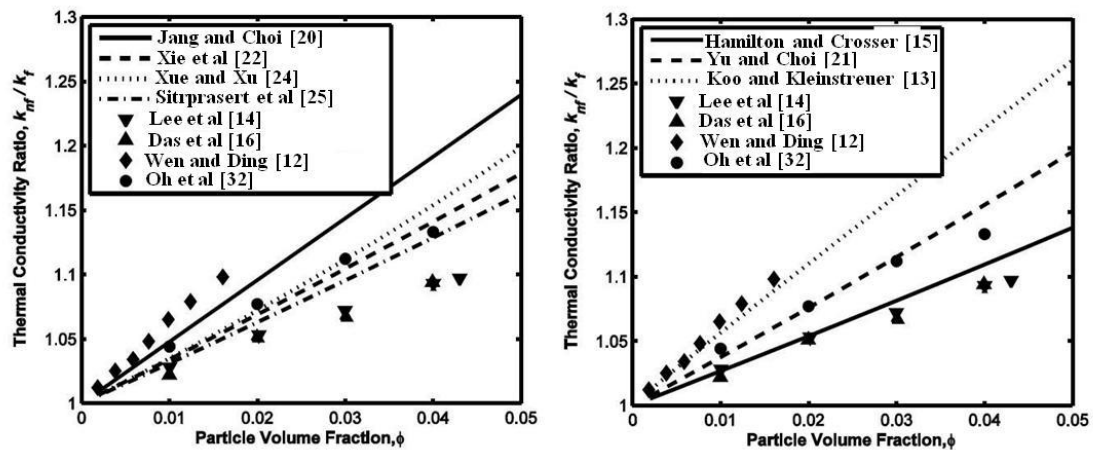 1.3
1.25
1.2
1.15
1.1
1.05
1
Thermal Conductivity Ratio, k_nf / k_f
Jang and Choi [20]
Xie et al [22]
Xue and Xu [24]
Sitrprasert et al [25]
Lee et al [14]
Das et al [16]
Wen and Ding [12]
Oh et al [32]
0 0.01 0.02 0.03 0.04 0.05
Particle Volume Fraction,ϕ
1.3
1.25
1.2
1.15
1.1
1.05
1
Thermal Conductivity Ratio, k_nf / k_f
Hamilton and Crosser [15]
Yu and Choi [21]
Koo and Kleinstreuer [13]
Lee et al [14]
Das et al [16]
Wen and Ding [12]
Oh et al [32]
0 0.01 0.02 0.03 0.04 0.05
Particle Volume Fraction,ϕ